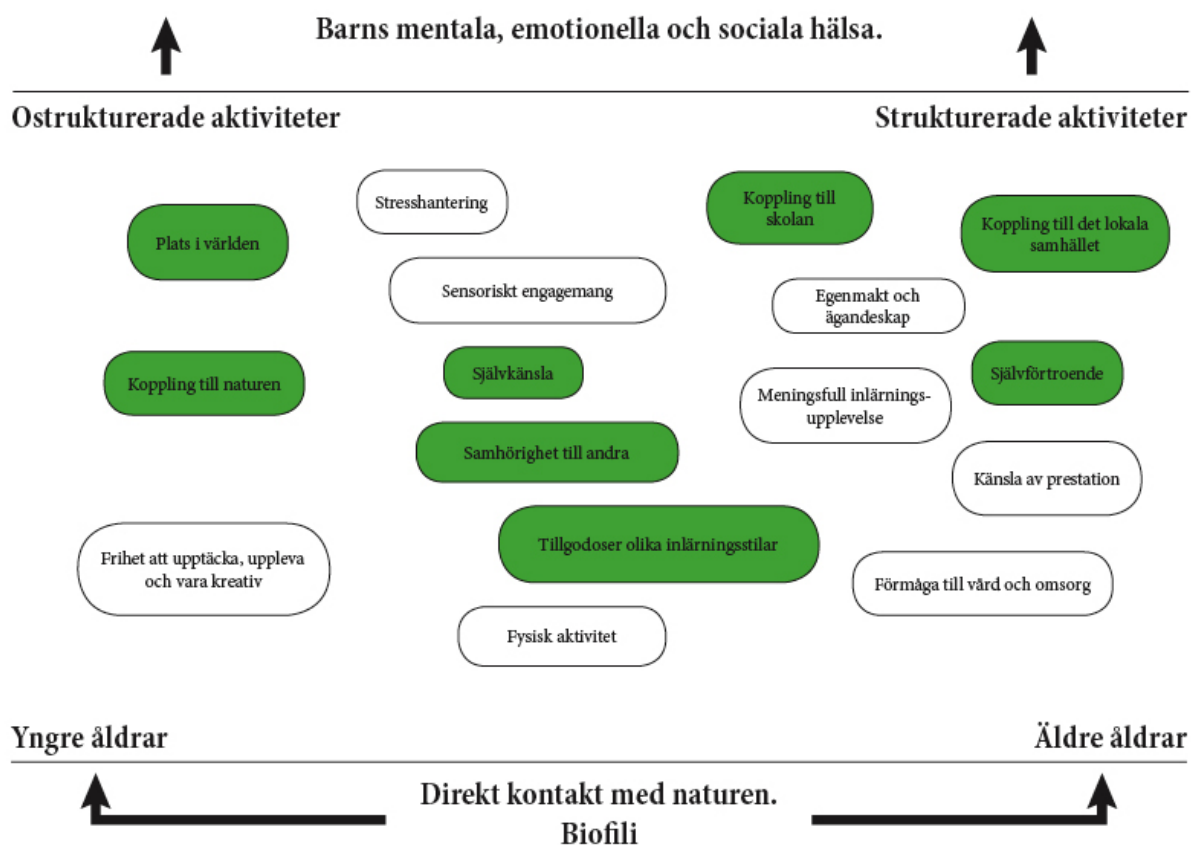 Barns mentala, emotionella och sociala hälsa.
Ostrukturerade aktiviteter
Strukturerade aktiviteter
Stresshantering
Koppling till
skolan
Plats i världen
Koppling till det lokala
samhället
Sensoriskt engagemang
Egenmakt och
ägandeskap
Koppling till naturen
Självkänsla
Självförtroende
Meningsfull inlärnings-
upplevelse
Samhörighet till andra
Känsla av prestation
Frihet att upptäcka, uppleva
och vara kreativ
Tillgodoser olika inlärningsstilar
Förmåga till vård och omsorg
Fysisk aktivitet
Yngre åldrar
Äldre åldrar
Direkt kontakt med naturen.
Biofili